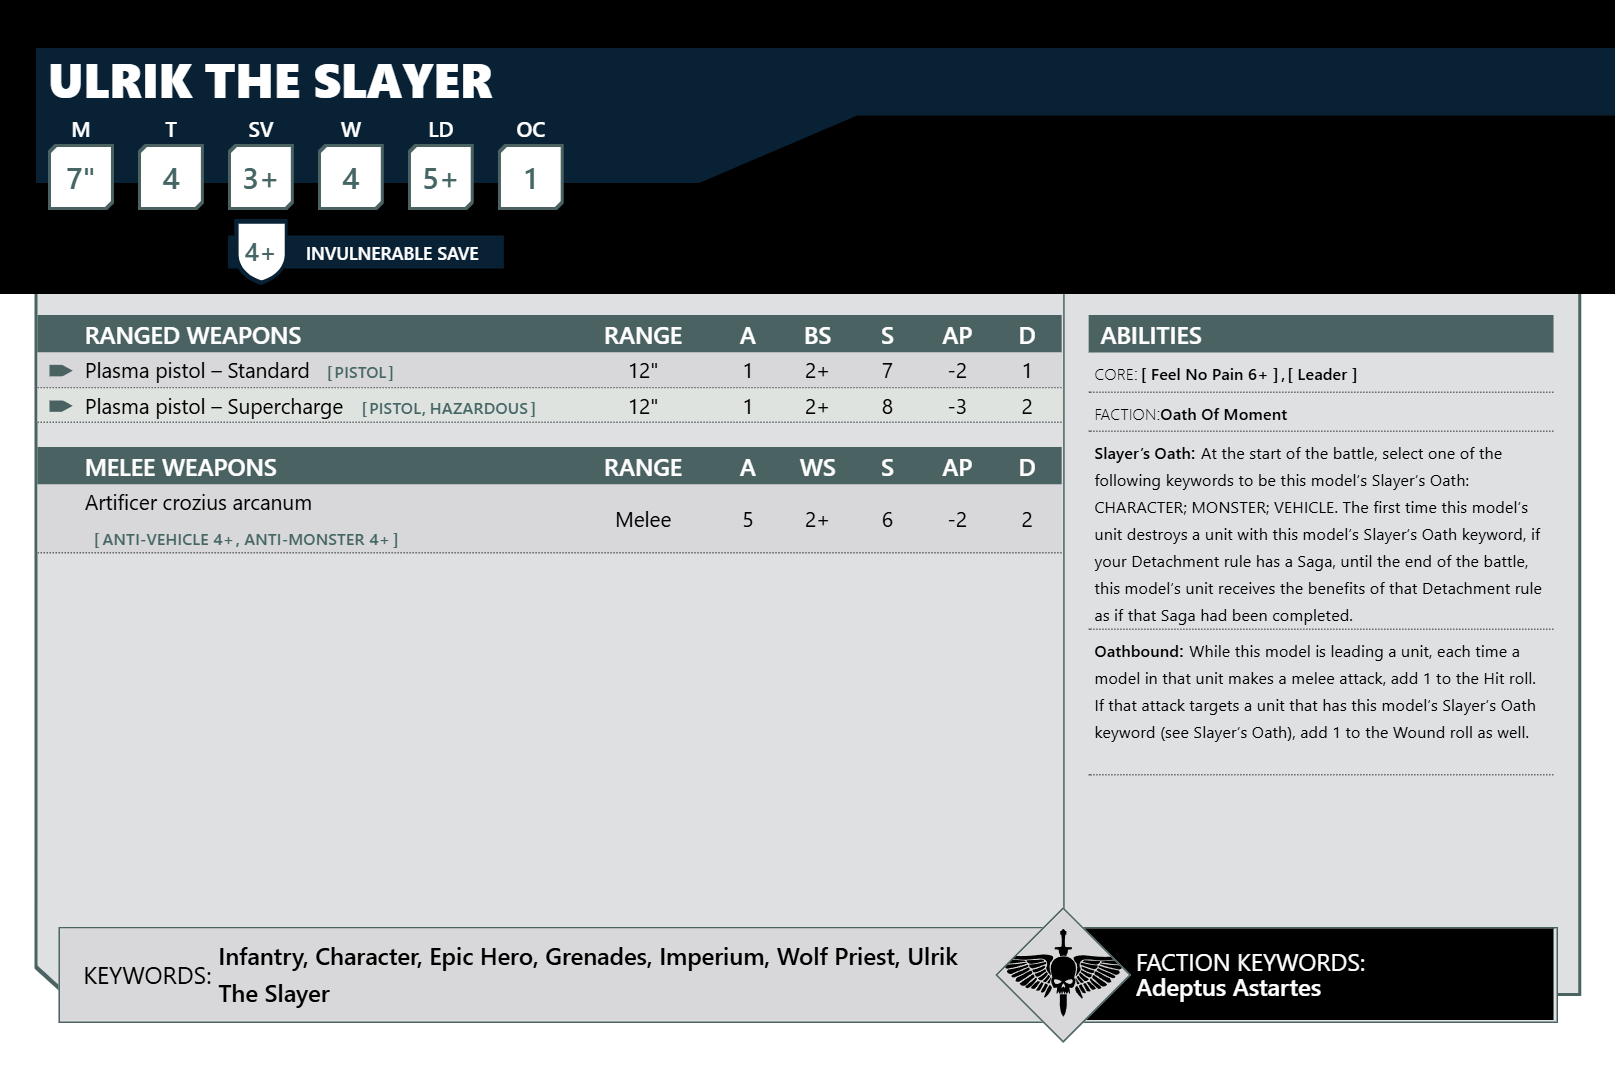 ULRIK THE SLAYER
M T SV W LD OC
7" 4 3+ 4 5+ 1
4+ INVULNERABLE SAVE
RANGED WEAPONS RANGE A BS S AP D
Plasma pistol – Standard [PISTOL] 12" 1 2+ 7 -2 1
Plasma pistol – Supercharge [PISTOL, HAZARDOUS] 12" 1 2+ 8 -3 2
MELEE WEAPONS RANGE A WS S AP D
Artificer crozius arcanum
[ANTI-VEHICLE 4+, ANTI-MONSTER 4+] Melee 5 2+ 6 -2 2
ABILITIES
CORE: [ Feel No Pain 6+ ] , [ Leader ]
FACTION:Oath Of Moment
Slayer’s Oath: At the start of the battle, select one of the
following keywords to be this model’s Slayer’s Oath:
CHARACTER; MONSTER; VEHICLE. The first time this model’s
unit destroys a unit with this model’s Slayer’s Oath keyword, if
your Detachment rule has a Saga, until the end of the battle,
this model’s unit receives the benefits of that Detachment rule
as if that Saga had been completed.
Oathbound: While this model is leading a unit, each time a
model in that unit makes a melee attack, add 1 to the Hit roll.
If that attack targets a unit that has this model’s Slayer’s Oath
keyword (see Slayer’s Oath), add 1 to the Wound roll as well.
KEYWORDS: Infantry, Character, Epic Hero, Grenades, Imperium, Wolf Priest, Ulrik
The Slayer
FACTION KEYWORDS:
Adeptus Astartes